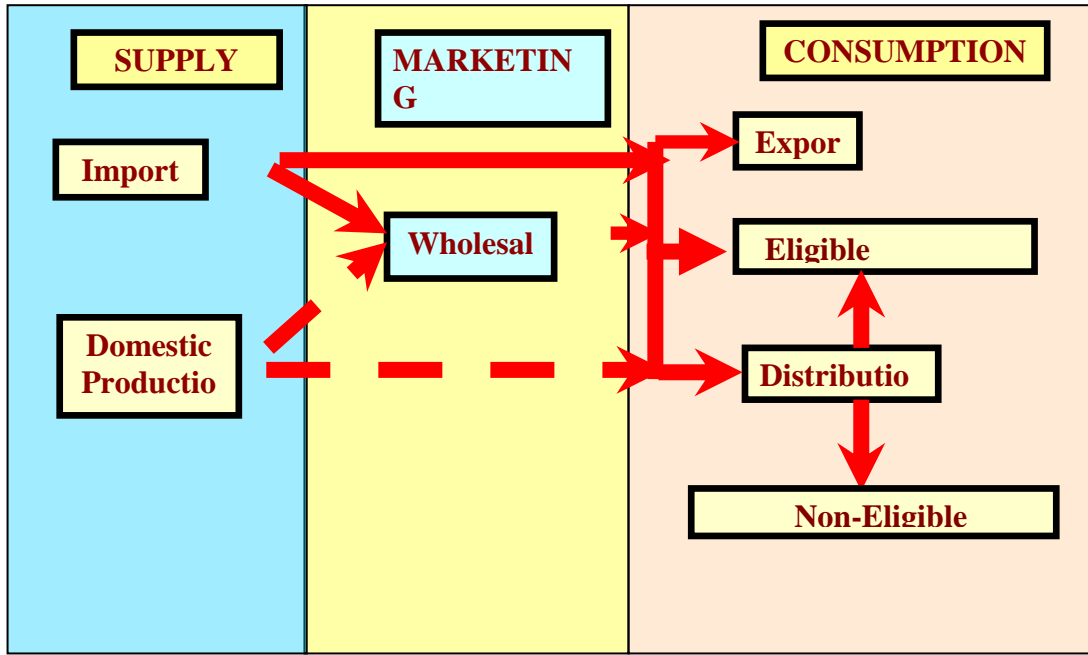 SUPPLY
MARKETIN
G
CONSUMPTION
Import
Expor
Wholesal
Eligible
Domestic
Productio
Distributio
Non-Eligible